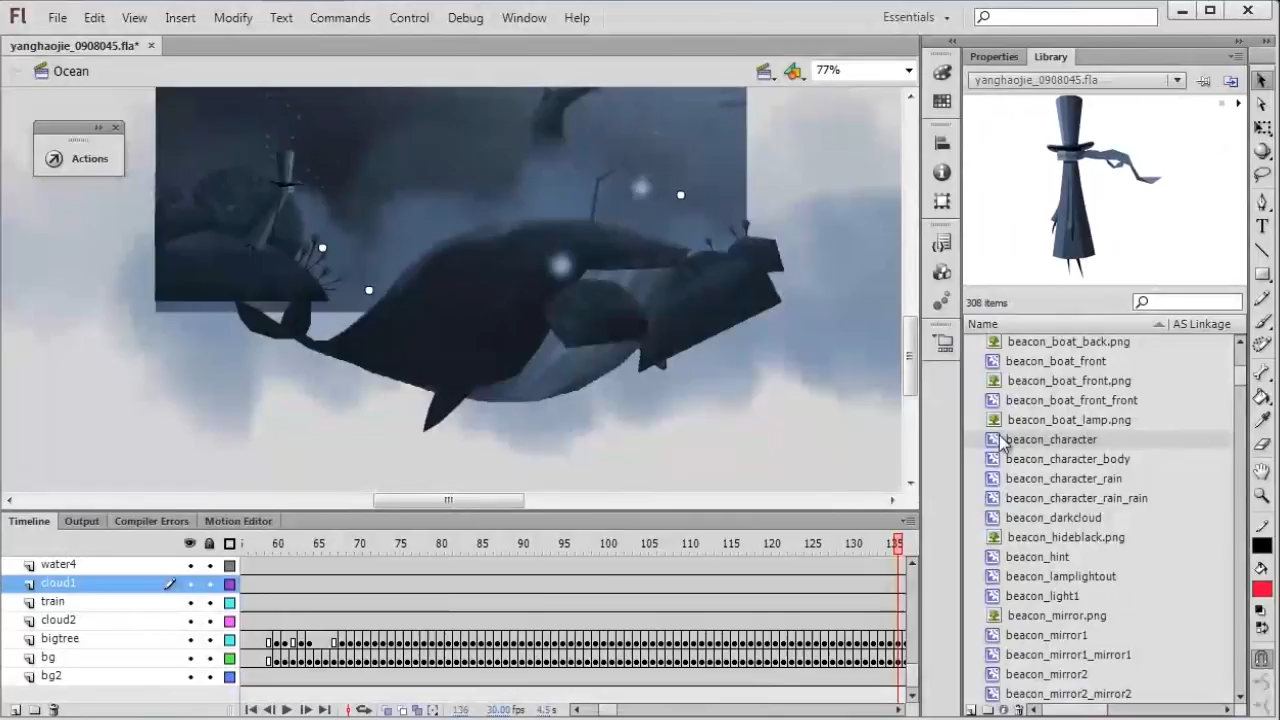 Fl File Edit View Insert Modify Text Commands Control Debug Window Help Essentials
yanghaojie_0908045.fla*
Ocean 77%
Actions
Properties Library
yanghaojie_0908045.fla
308 items
Name AS Linkage
beacon_boat_back.png
beacon_boat_front
beacon_boat_front.png
beacon_boat_front_front
beacon_boat_lamp.png
beacon_character
beacon_character_body
beacon_character_rain
beacon_character_rain_rain
beacon_darkcloud
beacon_hideblack.png
beacon_hint
beacon_lamplightout
beacon_light1
beacon_mirror.png
beacon_mirror1
beacon_mirror1_mirror1
beacon_mirror2
beacon_mirror2_mirror2
Timeline Output Compiler Errors Motion Editor
60 65 70 75 80 85 90 95 100 105 110 115 120 125 130 135
water4
cloud1
train
cloud2
bigtree
bg
bg2
136 30.00 fps 4.5 s